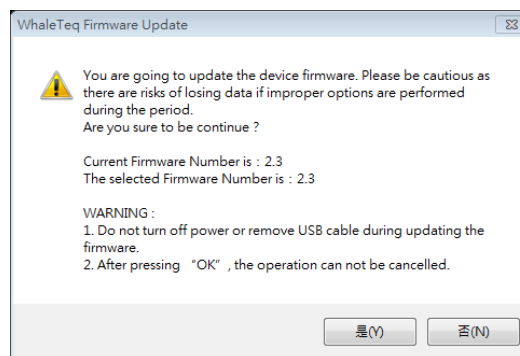 WhaleTeq Firmware Update
You are going to update the device firmware. Please be cautious as
there are risks of losing data if improper options are performed
during the period.
Are you sure to be continue ?
Current Firmware Number is : 2.3
The selected Firmware Number is : 2.3
WARNING :
1. Do not turn off power or remove USB cable during updating the
firmware.
2. After pressing “OK”, the operation can not be cancelled.
是(Y)
否(N)